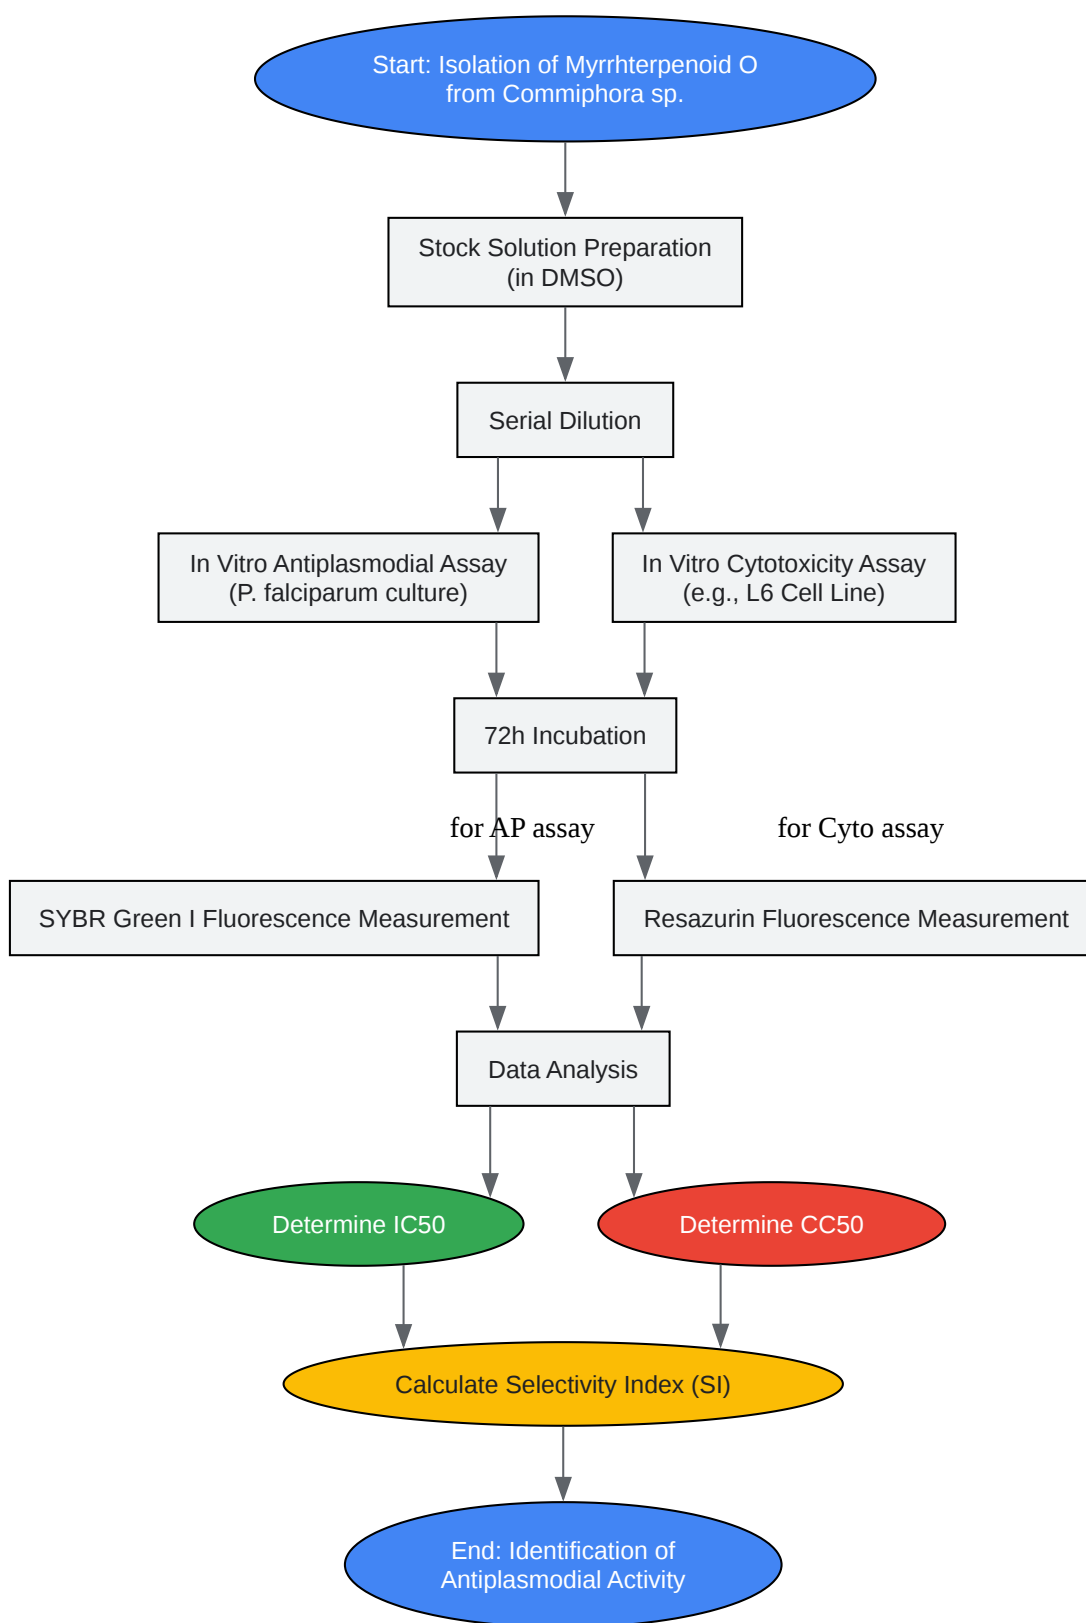 Start: Isolation of Myrrhterpenoid O
from Commiphora sp.
Stock Solution Preparation
(in DMSO)
Serial Dilution
In Vitro Antiplasmodial Assay
(P. falciparum culture)
In Vitro Cytotoxicity Assay
(e.g., L6 Cell Line)
72h Incubation
for AP assay
for Cyto assay
SYBR Green I Fluorescence Measurement
Resazurin Fluorescence Measurement
Data Analysis
Determine IC50
Determine CC50
Calculate Selectivity Index (SI)
End: Identification of
Antiplasmodial Activity